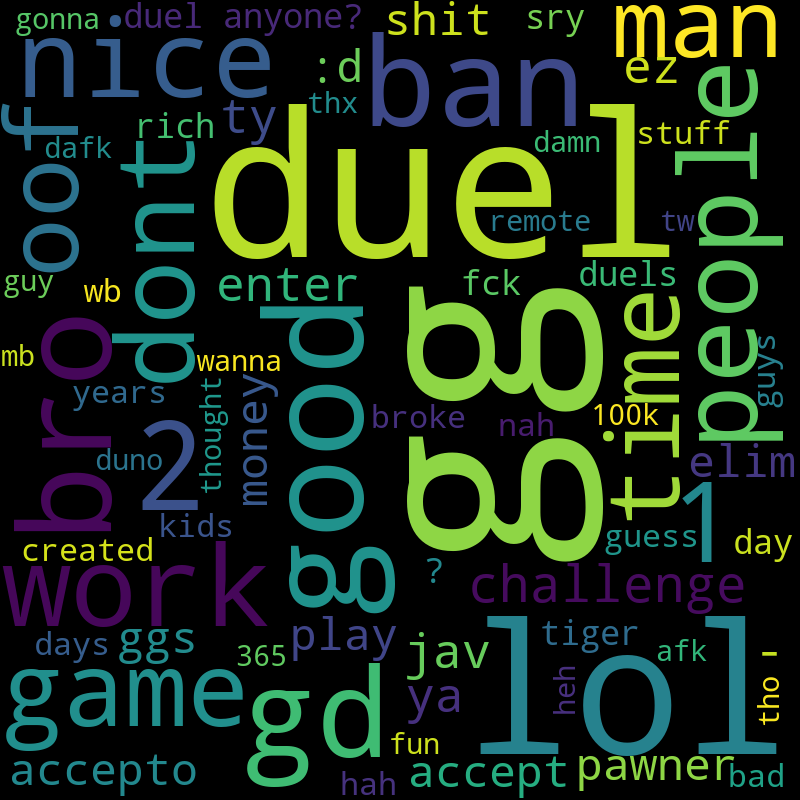 gonna
duel anyone?
shit
sry
man
nice
:d
ban
ez
oof
rich
ty
thx
dafk
dont
duel
damn
stuff
people
remote
tw
guy
wb
enter
fck
duels
gg
time
good
bro
mb
wanna
guys
years
thought
money
broke
nah
100k
2
duno
elim
1
kids
created
guess
day
work
?
challenge
days
ggs
365
play
jav
tiger
afk
-
game
gd
ya
lol
heh
tho
fun
accepto
hah
accept
pawner
bad